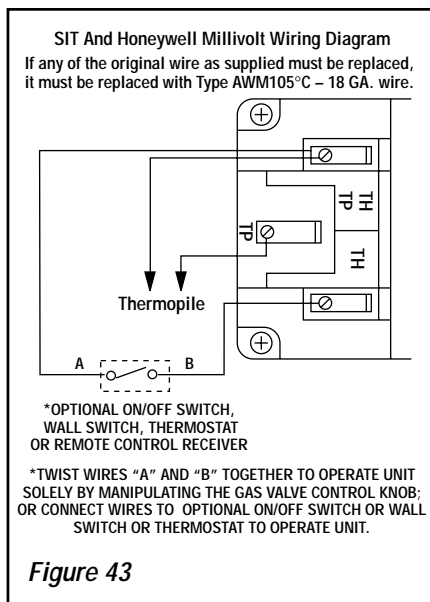 SIT And Honeywell Millivolt Wiring Diagram
If any of the original wire as supplied must be replaced,
it must be replaced with Type AWM105°C – 18 GA. wire.
TH
TP
TP
TH
Thermopile
A
B
*OPTIONAL ON/OFF SWITCH,
WALL SWITCH, THERMOSTAT
OR REMOTE CONTROL RECEIVER
*TWIST WIRES “A” AND “B” TOGETHER TO OPERATE UNIT
SOLELY BY MANIPULATING THE GAS VALVE CONTROL KNOB;
OR CONNECT WIRES TO OPTIONAL ON/OFF SWITCH OR WALL
SWITCH OR THERMOSTAT TO OPERATE UNIT.
Figure 43